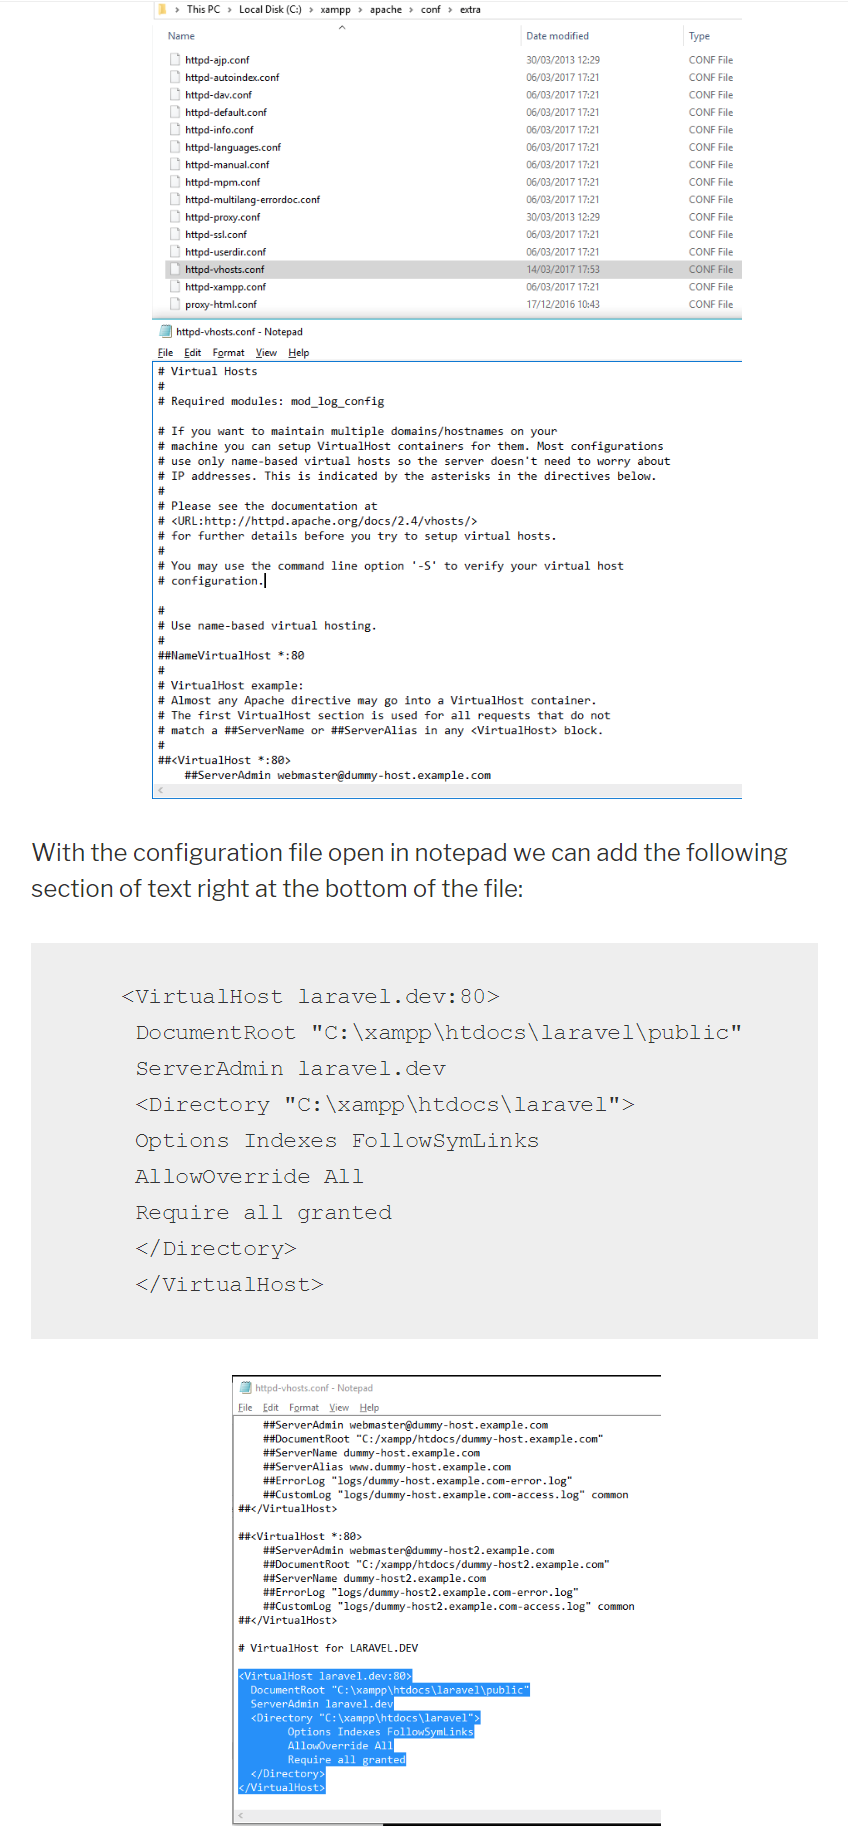 This PC > Local Disk (C:) > xampp > apache > conf > extra
Name Date modified Type
httpd-ajp.conf 30/03/2013 12:29 CONF File
httpd-autoindex.conf 06/03/2017 17:21 CONF File
httpd-dav.conf 06/03/2017 17:21 CONF File
httpd-default.conf 06/03/2017 17:21 CONF File
httpd-info.conf 06/03/2017 17:21 CONF File
httpd-languages.conf 06/03/2017 17:21 CONF File
httpd-manual.conf 06/03/2017 17:21 CONF File
httpd-mpm.conf 06/03/2017 17:21 CONF File
httpd-multilang-errordoc.conf 06/03/2017 17:21 CONF File
httpd-proxy.conf 30/03/2013 12:29 CONF File
httpd-ssl.conf 06/03/2017 17:21 CONF File
httpd-userdir.conf 06/03/2017 17:21 CONF File
httpd-vhosts.conf 14/03/2017 17:53 CONF File
httpd-xampp.conf 06/03/2017 17:21 CONF File
proxy-html.conf 17/12/2016 10:43 CONF File
httpd-vhosts.conf - Notepad
File Edit Format View Help
# Virtual Hosts
#
# Required modules: mod_log_config
# If you want to maintain multiple domains/hostnames on your
# machine you can setup VirtualHost containers for them. Most configurations
# use only name-based virtual hosts so the server doesn't need to worry about
# IP addresses. This is indicated by the asterisks in the directives below.
#
# Please see the documentation at
# <URL:http://httpd.apache.org/docs/2.4/vhosts/>
# for further details before you try to setup virtual hosts.
#
# You may use the command line option '-S' to verify your virtual host
# configuration.
#
# Use name-based virtual hosting.
#
##NameVirtualHost *:80
#
# VirtualHost example:
# Almost any Apache directive may go into a VirtualHost container.
# The first VirtualHost section is used for all requests that do not
# match a ##ServerName or ##ServerAlias in any <VirtualHost> block.
#
##<VirtualHost *:80>
##ServerAdmin webmaster@dummy-host.example.com
With the configuration file open in notepad we can add the following
section of text right at the bottom of the file:
<VirtualHost laravel.dev:80>
DocumentRoot "C:\xampp\htdocs\laravel\public"
ServerAdmin laravel.dev
<Directory "C:\xampp\htdocs\laravel">
Options Indexes FollowSymLinks
AllowOverride All
Require all granted
</Directory>
</VirtualHost>
httpd-vhosts.conf - Notepad
File Edit Format View Help
##ServerAdmin webmaster@dummy-host.example.com
##DocumentRoot "C:/xampp/htdocs/dummy-host.example.com"
##ServerName dummy-host.example.com
##ServerAlias www.dummy-host.example.com
##ErrorLog "logs/dummy-host.example.com-error.log"
##CustomLog "logs/dummy-host.example.com-access.log" common
##</VirtualHost>
##<VirtualHost *:80>
##ServerAdmin webmaster@dummy-host2.example.com
##DocumentRoot "C:/xampp/htdocs/dummy-host2.example.com"
##ServerName dummy-host2.example.com
##ErrorLog "logs/dummy-host2.example.com-error.log"
##CustomLog "logs/dummy-host2.example.com-access.log" common
##</VirtualHost>
# VirtualHost for LARAVEL.DEV
<VirtualHost laravel.dev:80>
DocumentRoot "C:\xampp\htdocs\laravel\public"
ServerAdmin laravel.dev
<Directory "C:\xampp\htdocs\laravel">
Options Indexes FollowSymLinks
AllowOverride All
Require all granted
</Directory>
</VirtualHost>